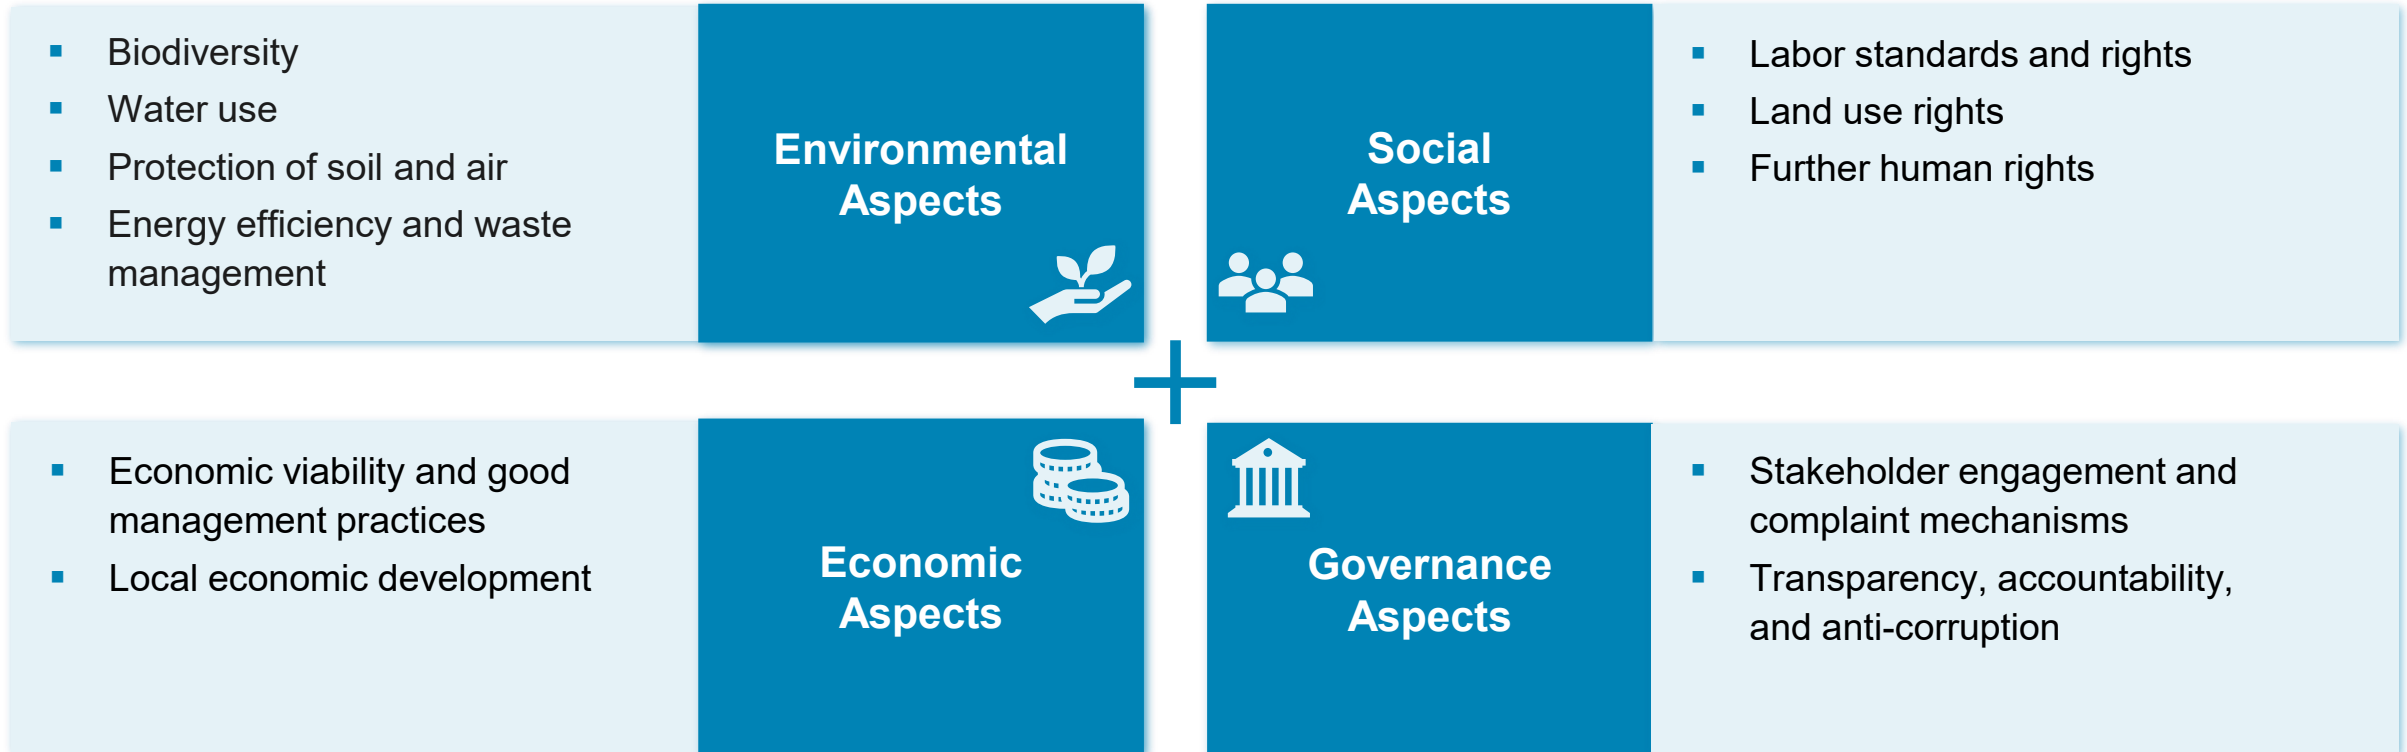 Biodiversity
Water use
Protection of soil and air
Energy efficiency and waste
management
Environmental
Aspects
Social
Aspects
Labor standards and rights
Land use rights
Further human rights
Economic viability and good
management practices
Local economic development
Economic
Aspects
Governance
Aspects
Stakeholder engagement and
complaint mechanisms
Transparency, accountability,
and anti-corruption